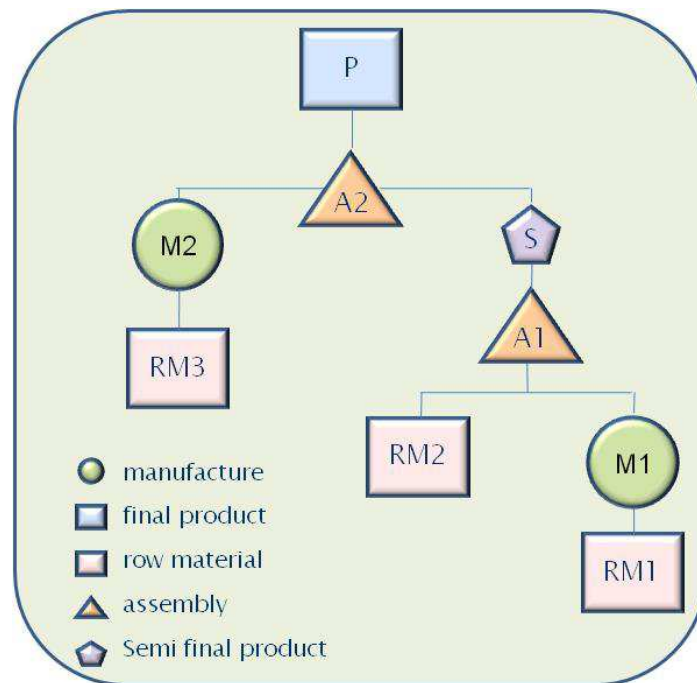 P
A2
M2
S
A1
RM3
RM2
M1
RM1
manufacture
final product
row material
assembly
Semi final product